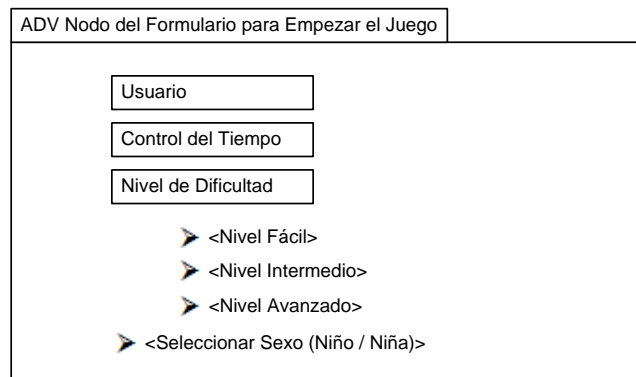 ADV Nodo del Formulario para Empezar el Juego
Usuario
Control del Tiempo
Nivel de Dificultad
<Nivel Fácil>
<Nivel Intermedio>
<Nivel Avanzado>
<Seleccionar Sexo (Niño / Niña)>